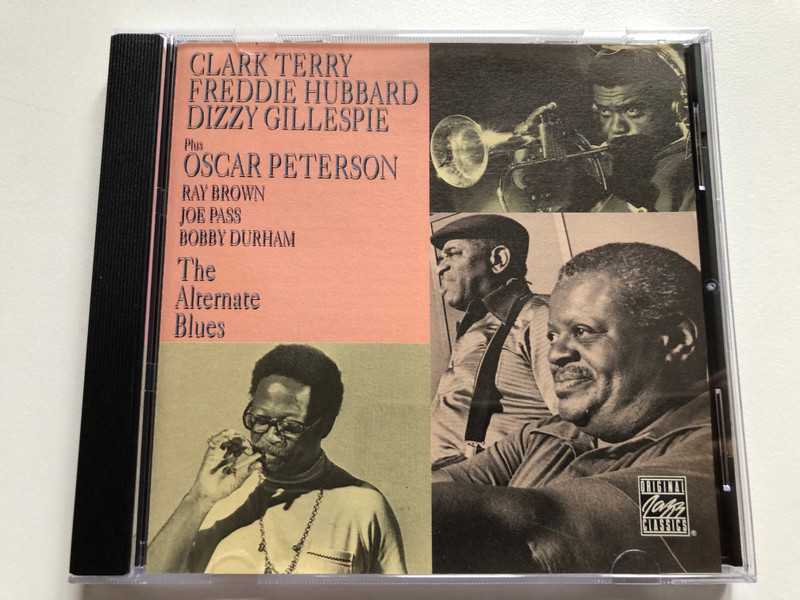 CLARK TERRY
FREDDIE HUBBARD
DIZZY GILLESPIE
Plus
OSCAR PETERSON
RAY BROWN
JOE PASS
BOBBY DURHAM
The
Alternate
Blues
ORIGINAL
Jazz
CLASSICS
®